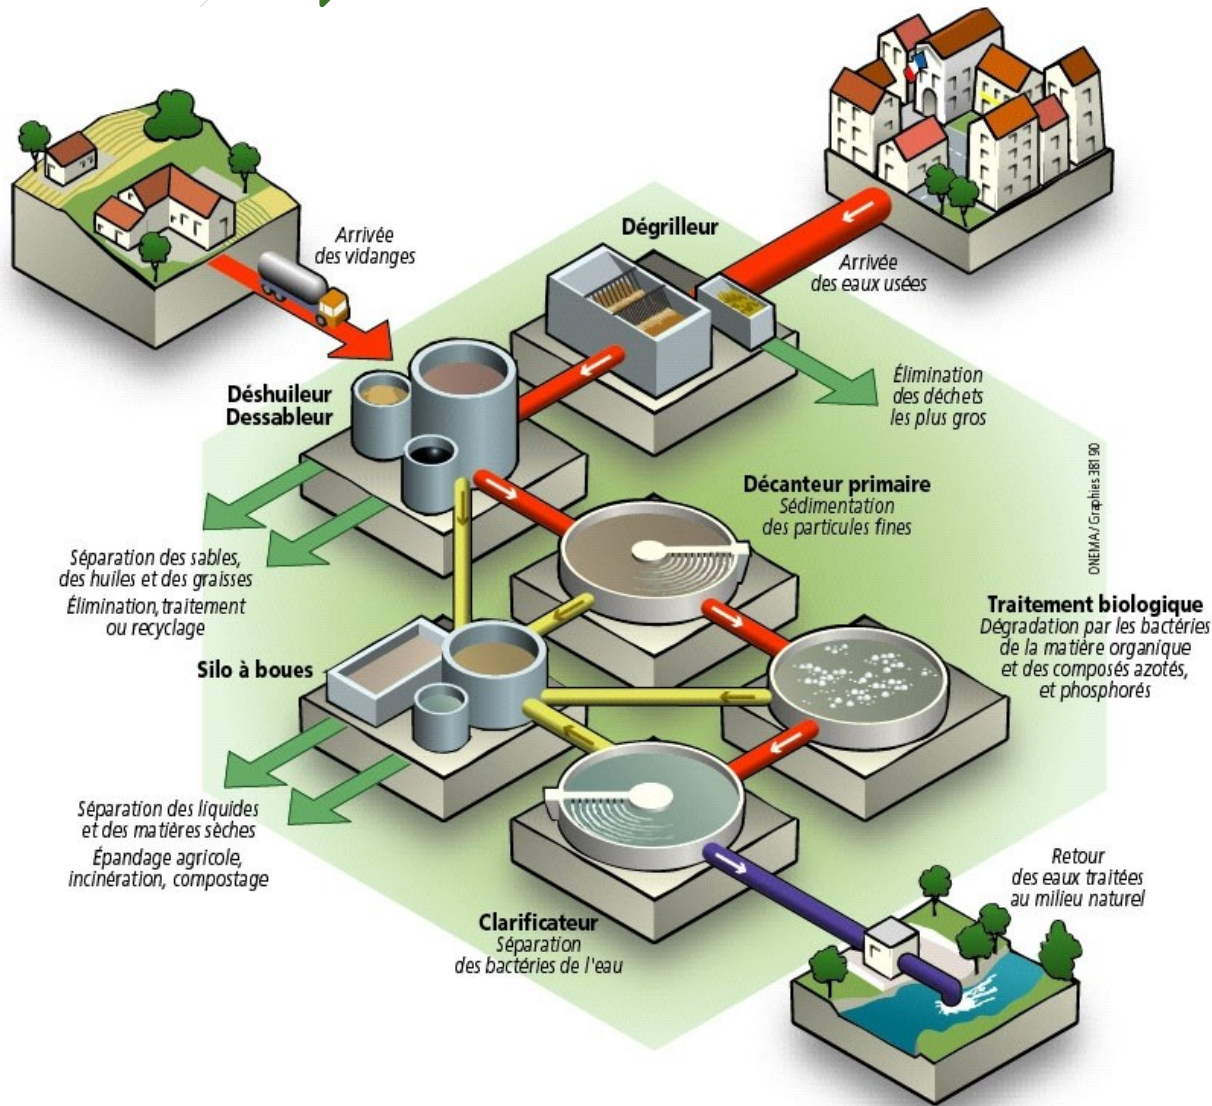 Arrivée
des vidanges
Dégrilleur
Arrivée
des eaux usées
Élimination
des déchets
les plus gros
Déshuileur
Dessableur
Séparation des sables,
des huiles et des graisses
Élimination, traitement
ou recyclage
Décanteur primaire
Sédimentation
des particules fines
ONEMA / Graphies 38190
Traitement biologique
Dégradation par les bactéries
de la matière organique
et des composés azotés,
et phosphorés
Silo à boues
Séparation des liquides
et des matières sèches
Épandage agricole,
incinération, compostage
Clarificateur
Séparation
des bactéries de l'eau
Retour
des eaux traitées
au milieu naturel